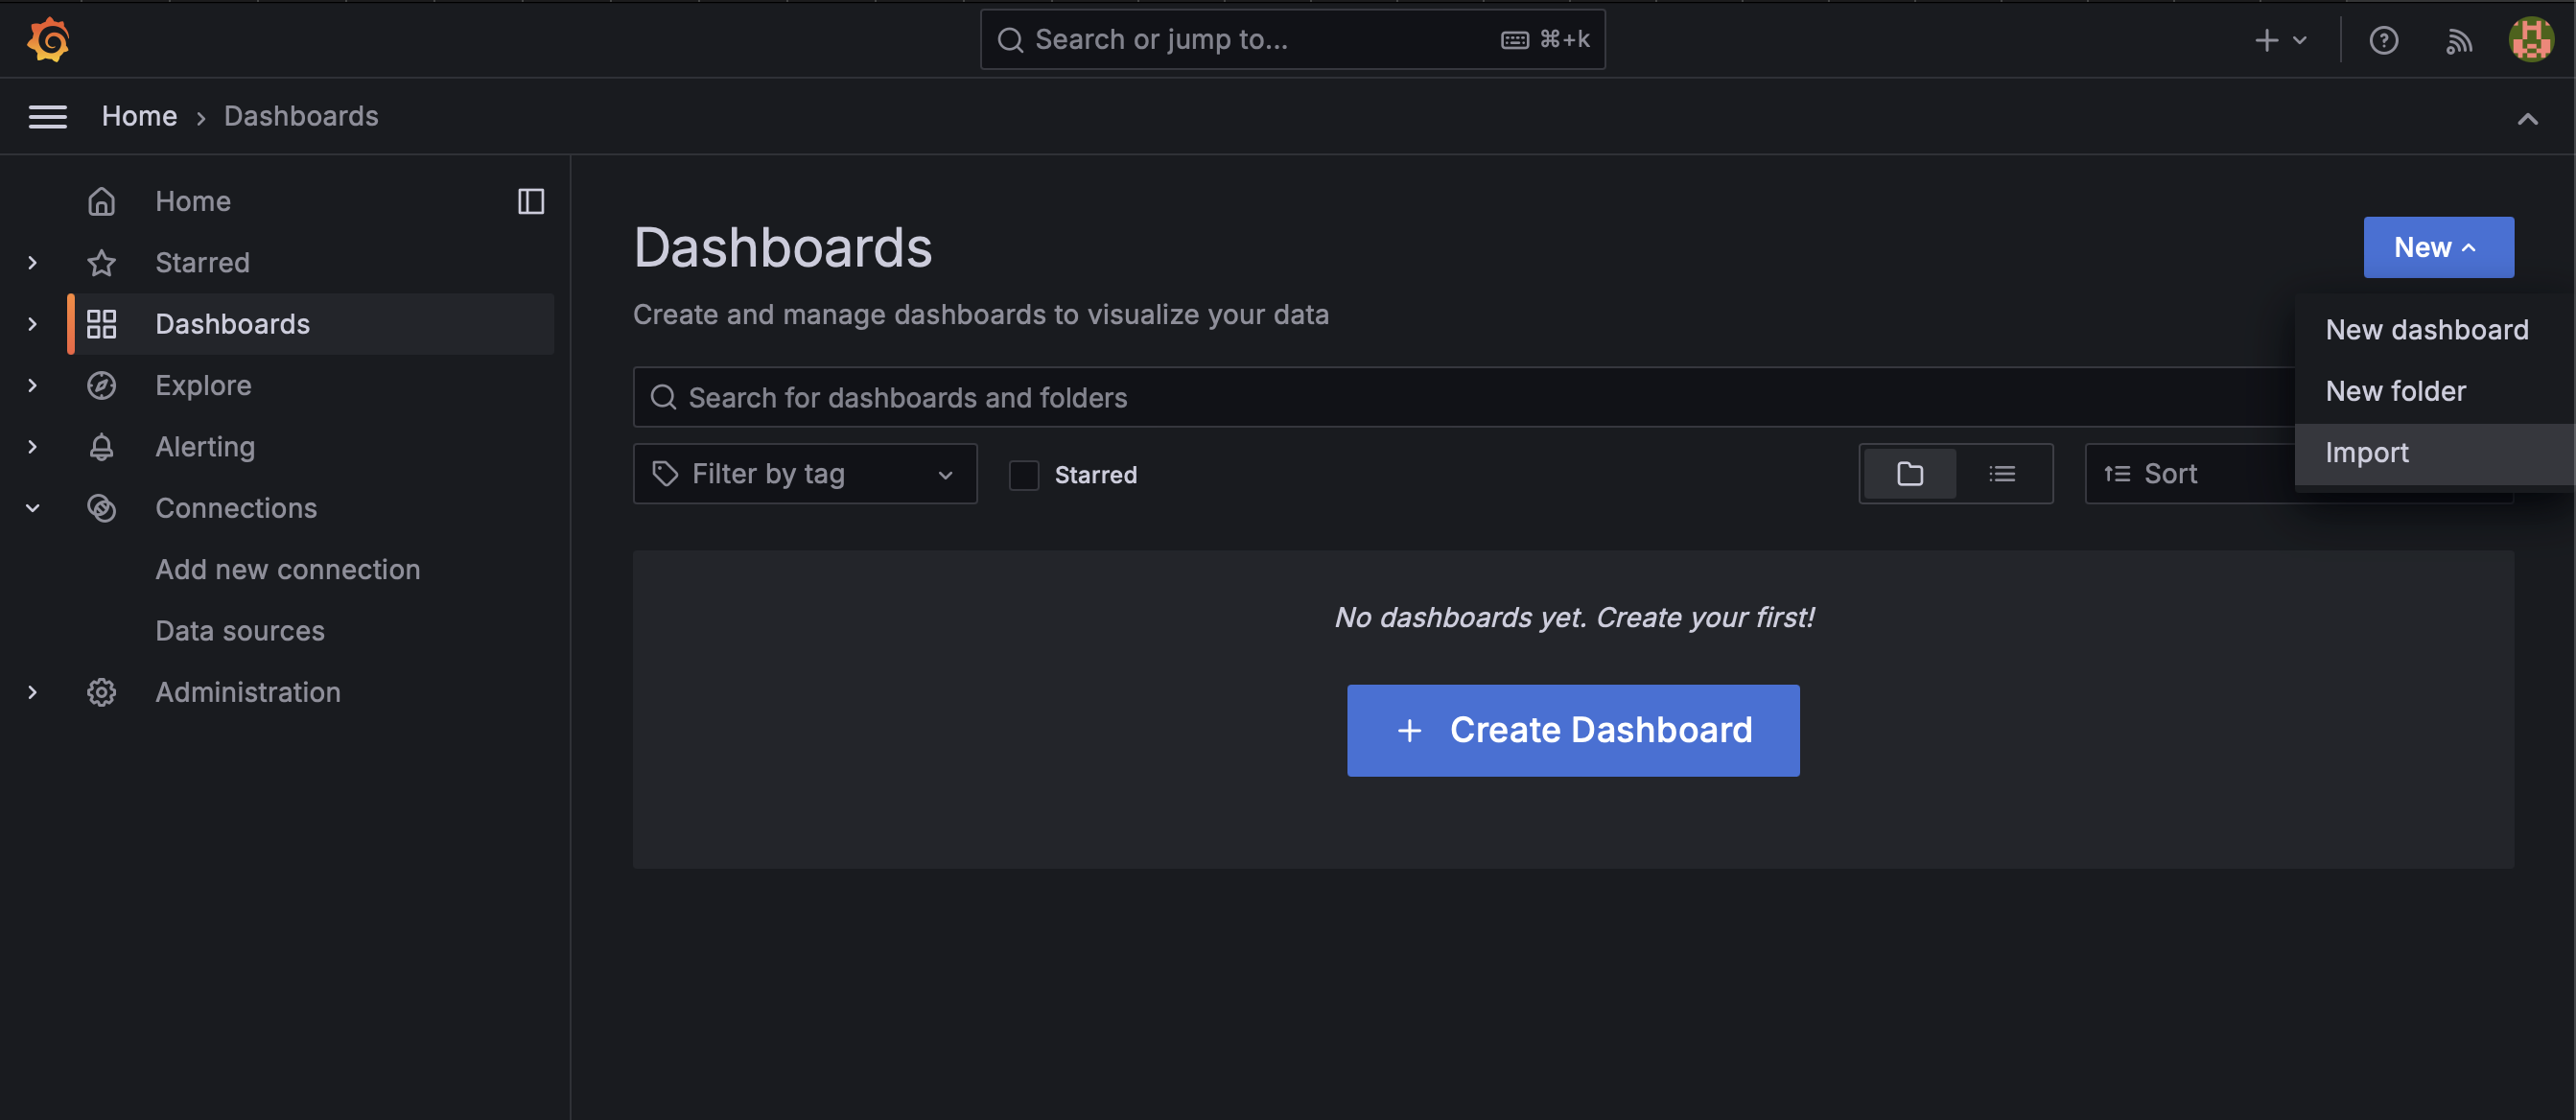 Search or jump to... ⌘+k
Home › Dashboards
Home
Starred
Dashboards
Explore
Alerting
Connections
Add new connection
Data sources
Administration
Dashboards
Create and manage dashboards to visualize your data
New
New dashboard
New folder
Import
Search for dashboards and folders
Filter by tag
Starred
Sort
No dashboards yet. Create your first!
+ Create Dashboard